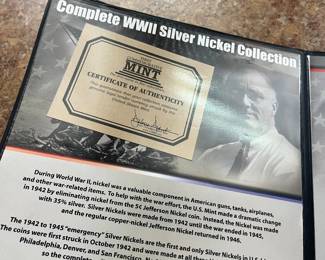 Complete WWII Silver Nickel Collection
MINT
CERTIFICATE OF AUTHENTICITY
During World War II, nickel was a valuable component in American guns, tanks, airplanes,
and other war-related items. To help with the war effort, the U.S. Mint made a dramatic change
in 1942 by eliminating nickel from the 5¢ Jefferson Nickel coin. Instead, the Nickel was made
with 35% silver. Silver Nickels were made from 1942 until the war ended in 1945,
and the regular copper-nickel Jefferson Nickel returned in 1946.
The 1942 to 1945 "emergency" Silver Nickels are the first and only Silver Nickels in
The coins were first struck in October 1942 and were made at all
Philadelphia, Denver, and San Francisco.
so the complete